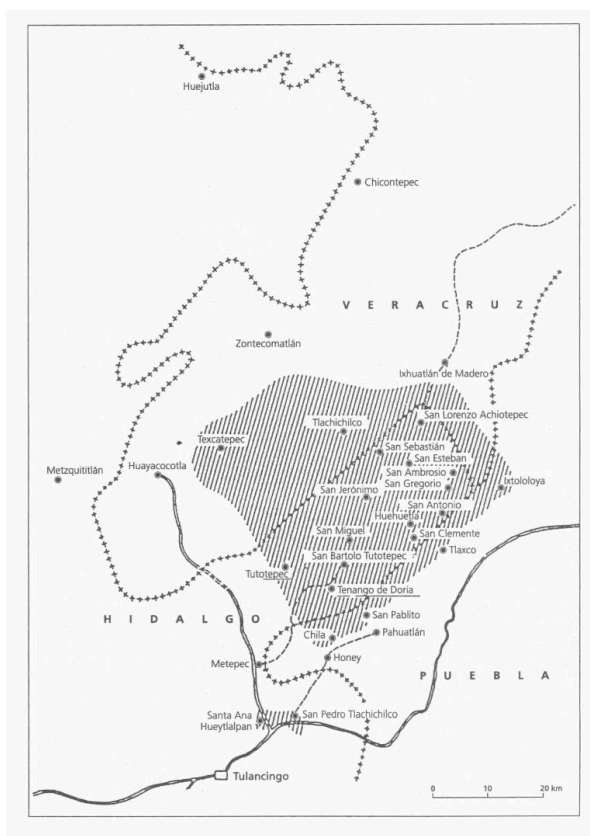 Huejutla
Chicontepec
VERACRUZ
Zontecomatlán
Ixhuatlán de Madero
San Lorenzo Achiotepec
Tlachichilco
Texcatepec
San Sebastián
San Esteban
Metzquititlán
Huayacocotla
San Ambrosio
San Gregorio
Ixtololoya
San Jerónimo
San Antonio
Huehuetla
San Miguel
San Clemente
San Bartolo Tutotepec
Tlaxco
Tutotepec
Tenango de Doria
HIDALGO
San Pablito
Chila
Pahuatlán
Metepec
Honey
PUEBLA
Santa Ana
Hueytlalpan
San Pedro Tlachichilco
Tulancingo
0 10 20 km